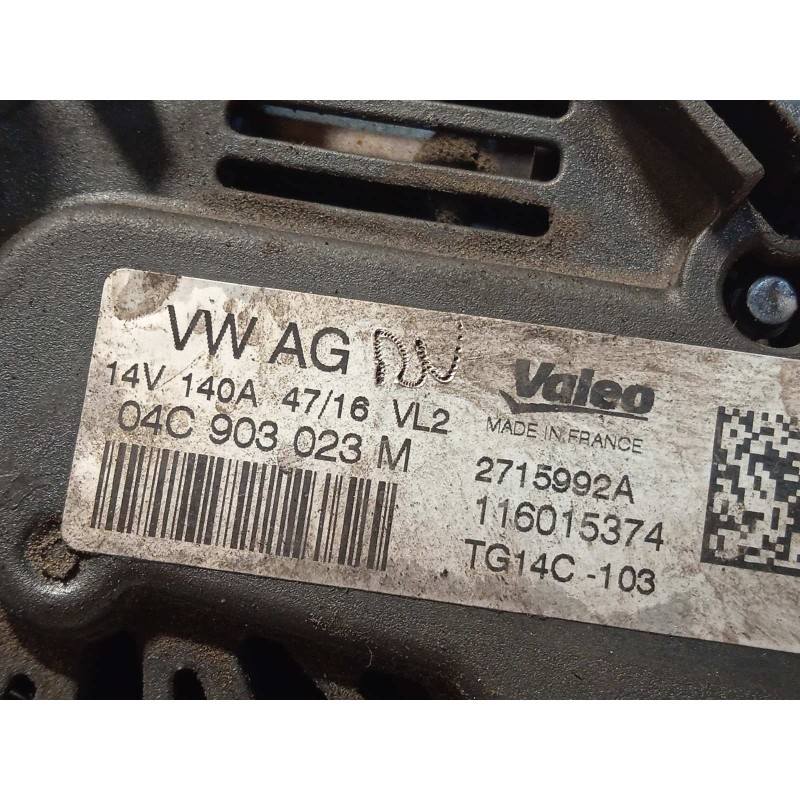 VW AG
14V 140A 47/16 VL2
04C 903 023 M
Valeo
MADE IN FRANCE
2715992A
116015374
TG14C -103